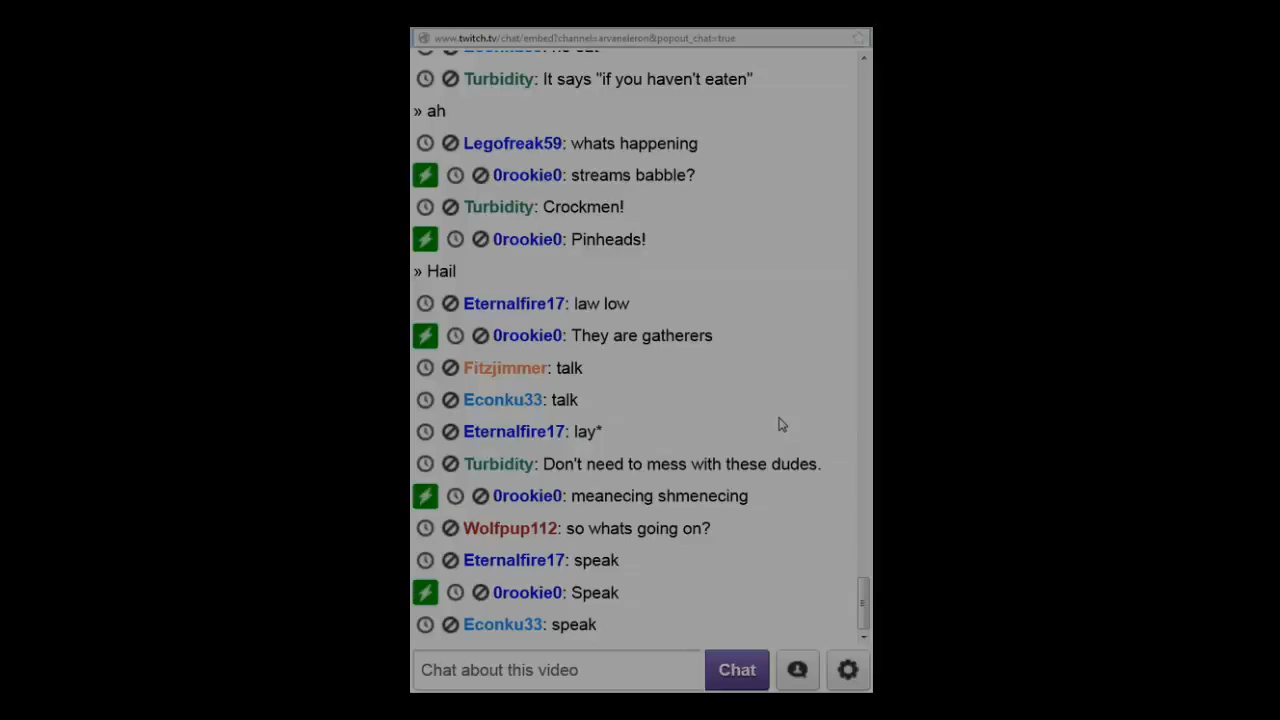 www.twitch.tv/chat/embed?channel=arvaneleron&popout_chat=true
Turbidity: It says "if you haven't eaten"
» ah
Legofreak59: whats happening
0rookie0: streams babble?
Turbidity: Crockmen!
0rookie0: Pinheads!
» Hail
Eternalfire17: law low
0rookie0: They are gatherers
Fitzjimmer: talk
Econku33: talk
Eternalfire17: lay*
Turbidity: Don't need to mess with these dudes.
0rookie0: meanecing shmenecing
Wolfpup112: so whats going on?
Eternalfire17: speak
0rookie0: Speak
Econku33: speak
Chat about this video
Chat